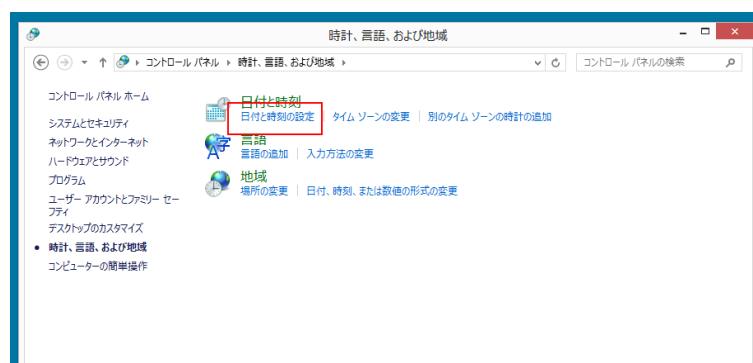 時計、言語、および地域
コントロール パネル 時計、言語、および地域
コントロール パネルの検索
コントロール パネル ホーム
システムとセキュリティ
ネットワークとインターネット
ハードウェアとサウンド
プログラム
ユーザー アカウントとファミリー セー
フティ
デスクトップのカスタマイズ
時計、言語、および地域
コンピューターの簡単操作
日付と時刻
日付と時刻の設定 タイム ゾーンの変更 別のタイム ゾーンの時計の追加
言語
言語の追加 入力方法の変更
地域
場所の変更 日付、時刻、または数値の形式の変更